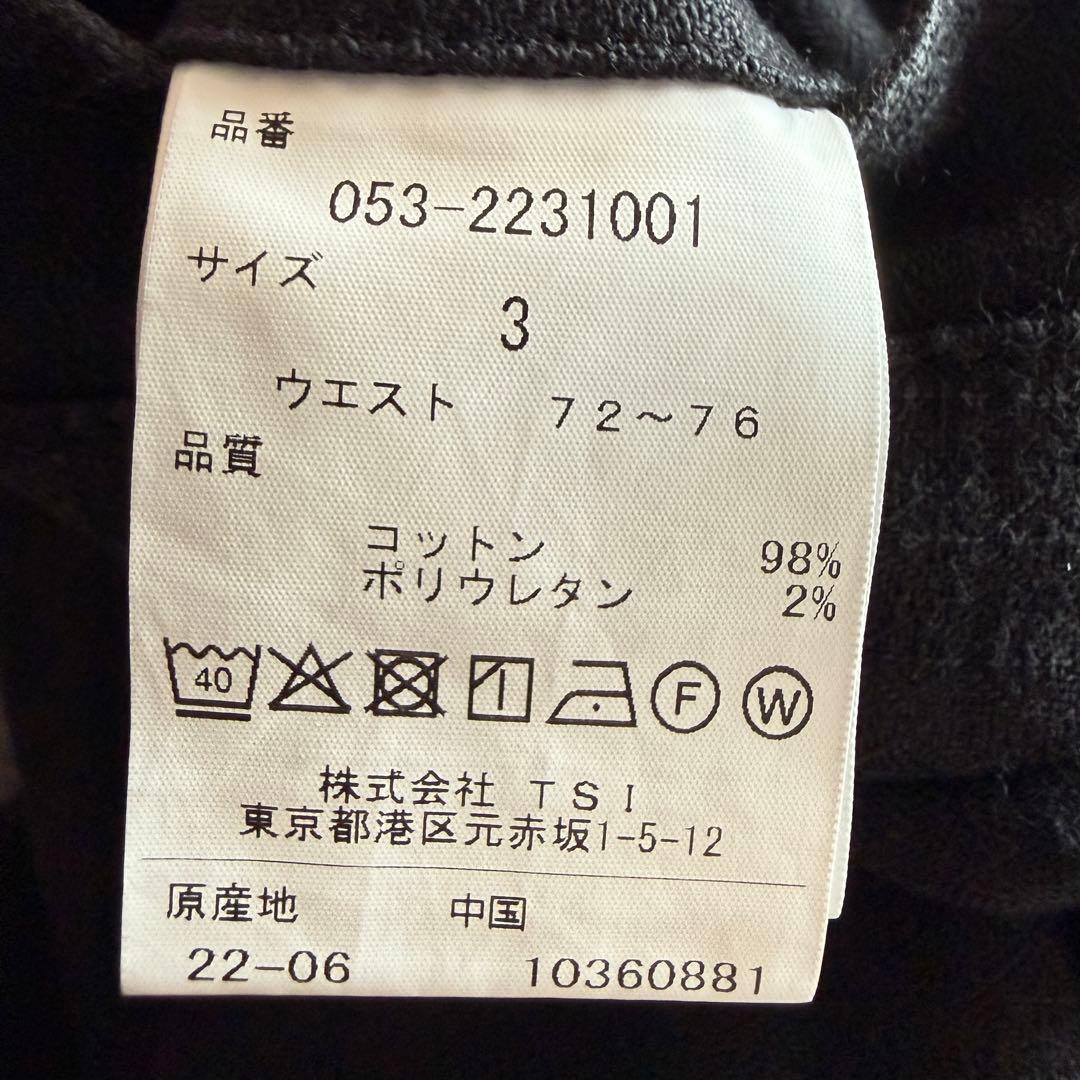 品番
053-2231001
サイズ
3
ウエスト ７２～７６
品質
コットン 98%
ポリウレタン 2%
40 F W
株式会社 ＴＳＩ
東京都港区元赤坂1-5-12
原産地 中国
22-06 10360881